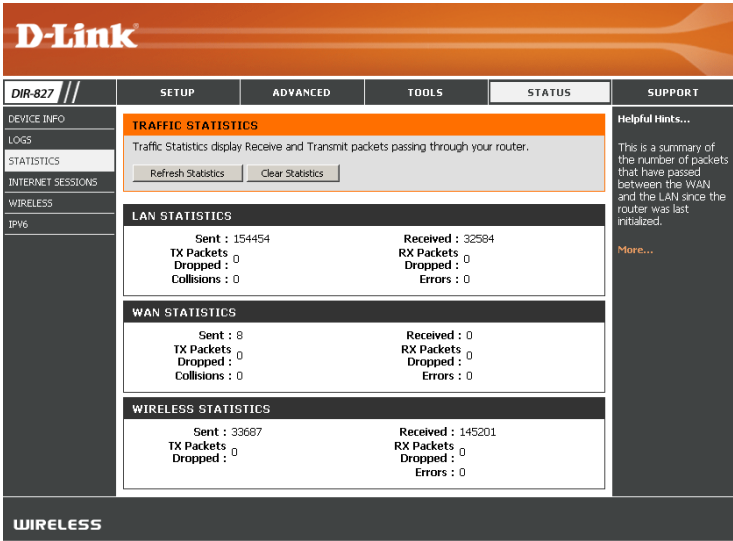 D-Link
DIR-827
SETUP
ADVANCED
TOOLS
STATUS
SUPPORT
DEVICE INFO
LOGS
STATISTICS
INTERNET SESSIONS
WIRELESS
IPV6
TRAFFIC STATISTICS
Traffic Statistics display Receive and Transmit packets passing through your router.
Refresh Statistics
Clear Statistics
LAN STATISTICS
Sent : 154454
Received : 32584
TX Packets
Dropped : 0
RX Packets
Dropped : 0
Collisions : 0
Errors : 0
WAN STATISTICS
Sent : 8
Received : 0
TX Packets
Dropped : 0
RX Packets
Dropped : 0
Collisions : 0
Errors : 0
WIRELESS STATISTICS
Sent : 33687
Received : 145201
TX Packets
Dropped : 0
RX Packets
Dropped : 0
Errors : 0
Helpful Hints...
This is a summary of
the number of packets
that have passed
between the WAN
and the LAN since the
router was last
initialized.
More...
WIRELESS